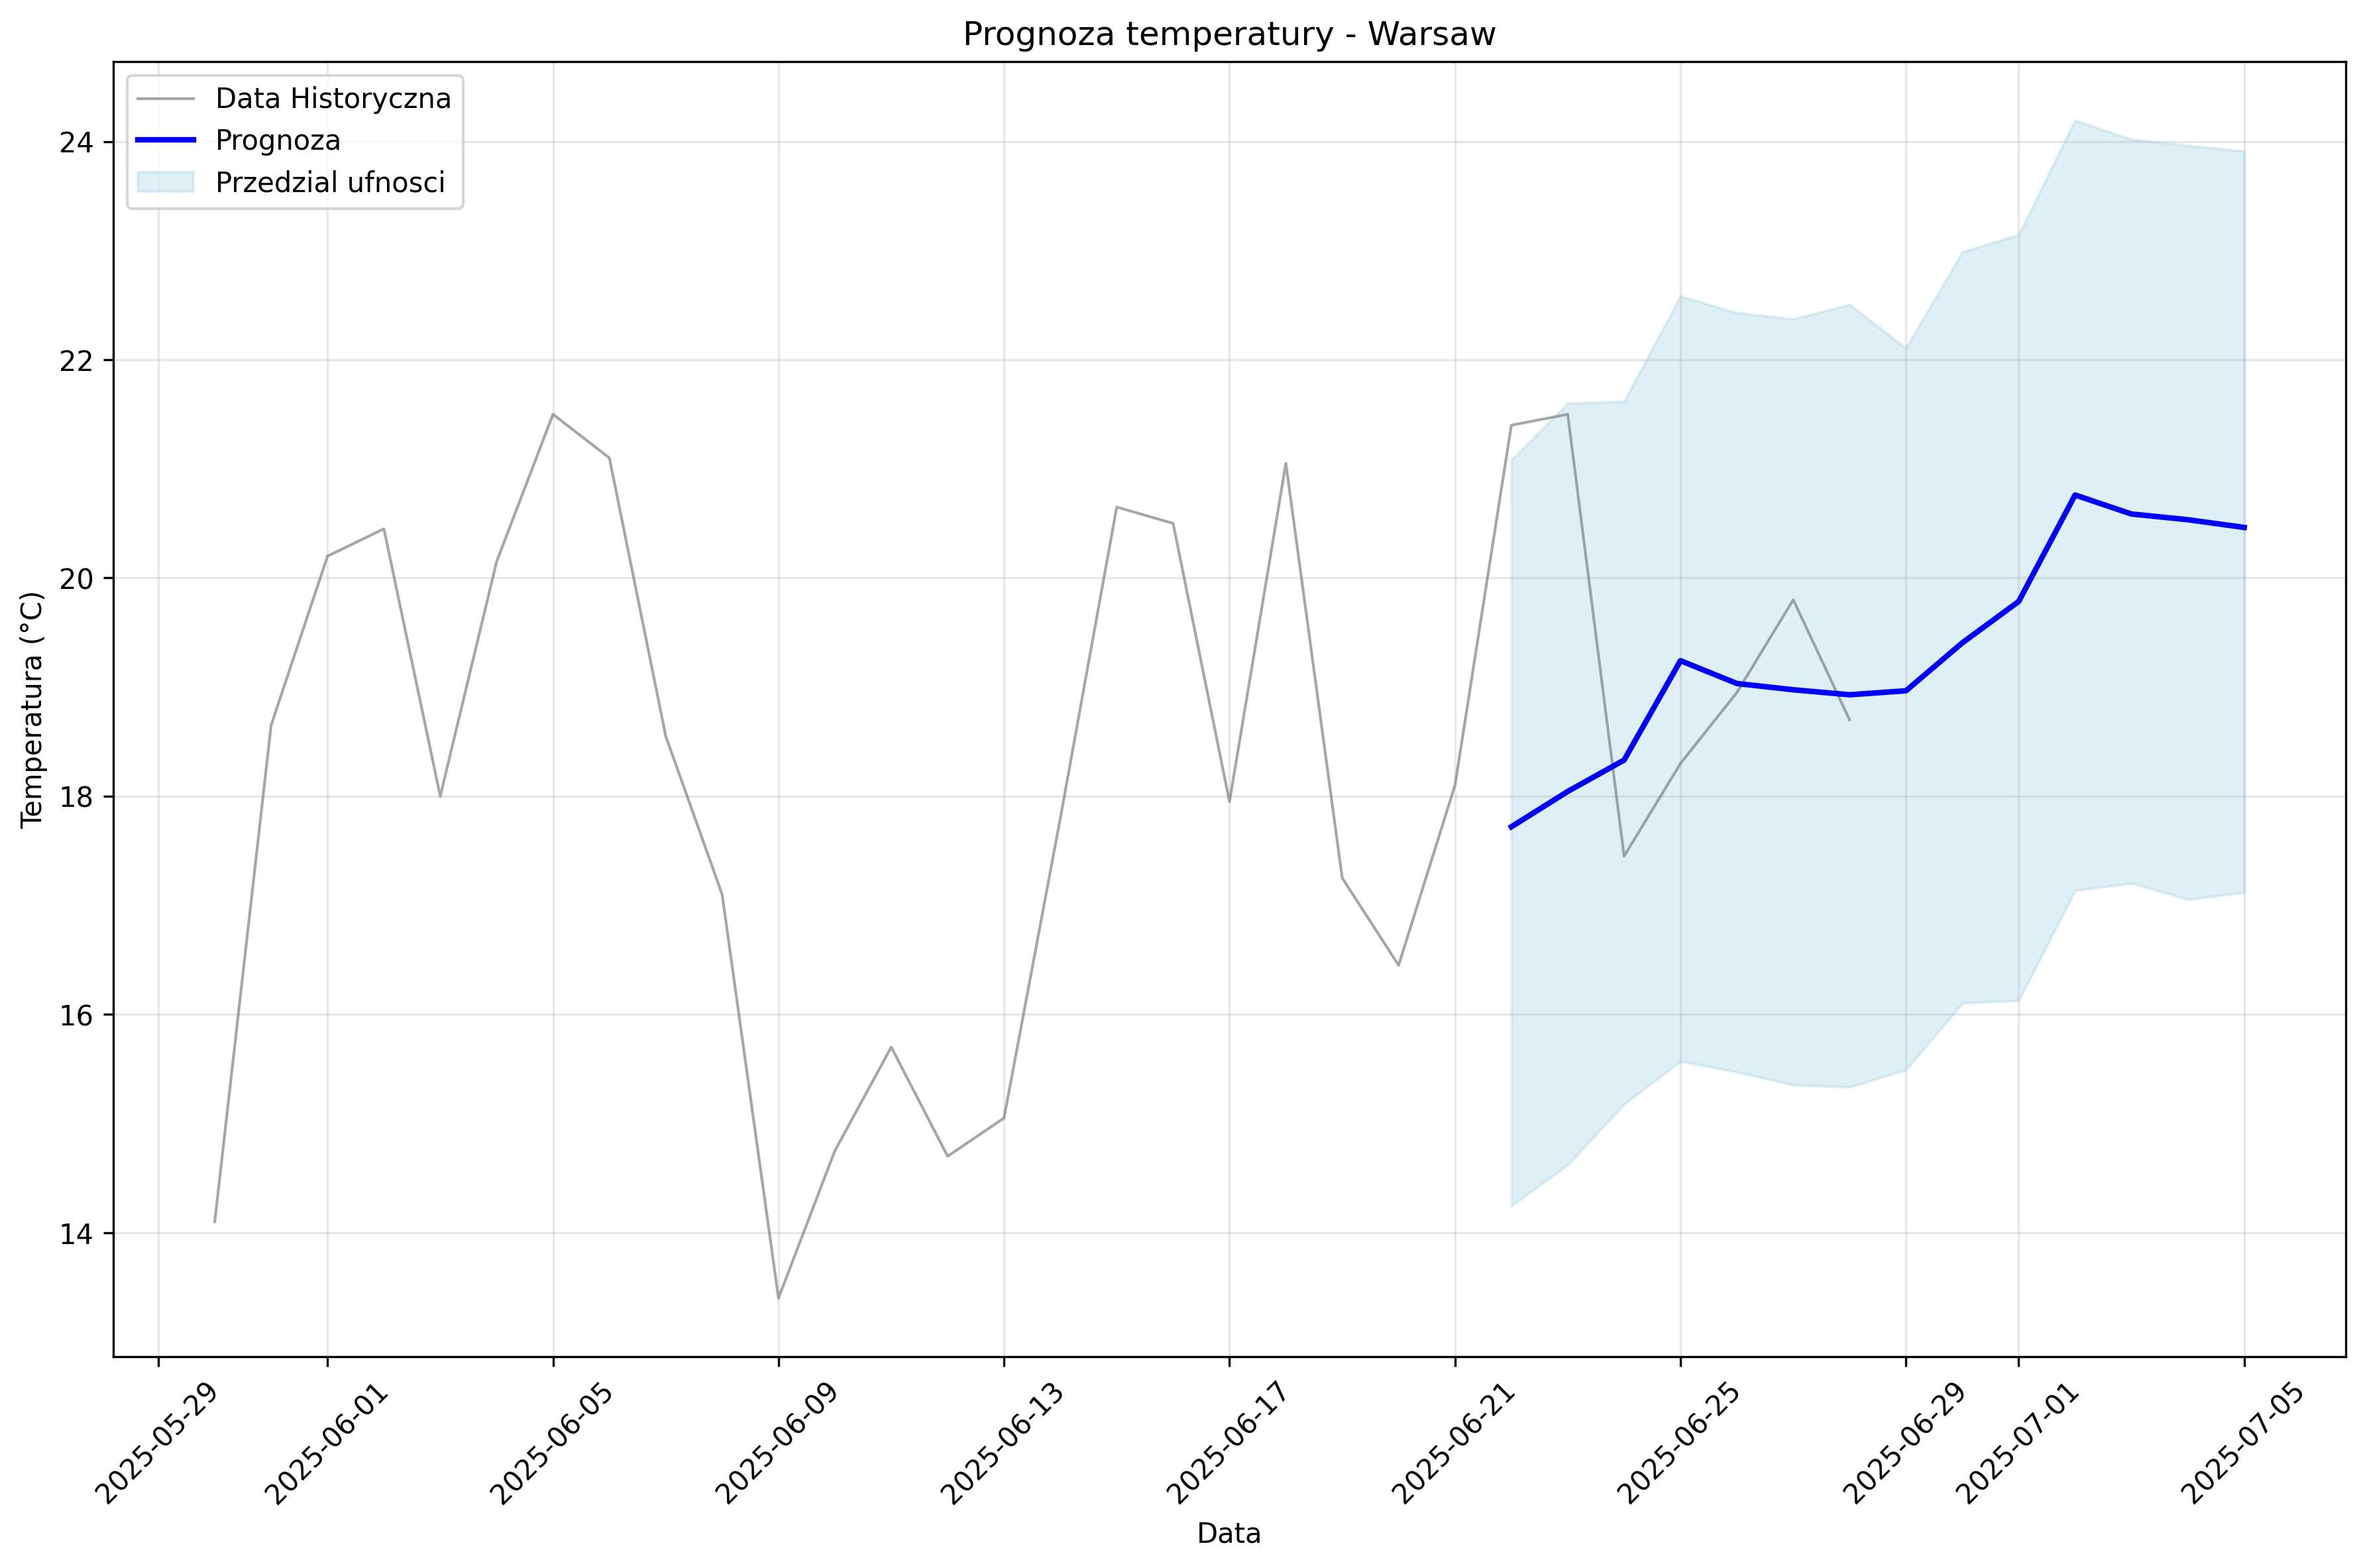 Prognoza temperatury - Warsaw
Data Historyczna
Prognoza
Przedzial ufnosci
Temperatura (°C)
24
22
20
18
16
14
2025-05-29
2025-06-01
2025-06-05
2025-06-09
2025-06-13
2025-06-17
2025-06-21
2025-06-25
2025-06-29
2025-07-01
2025-07-05
Data